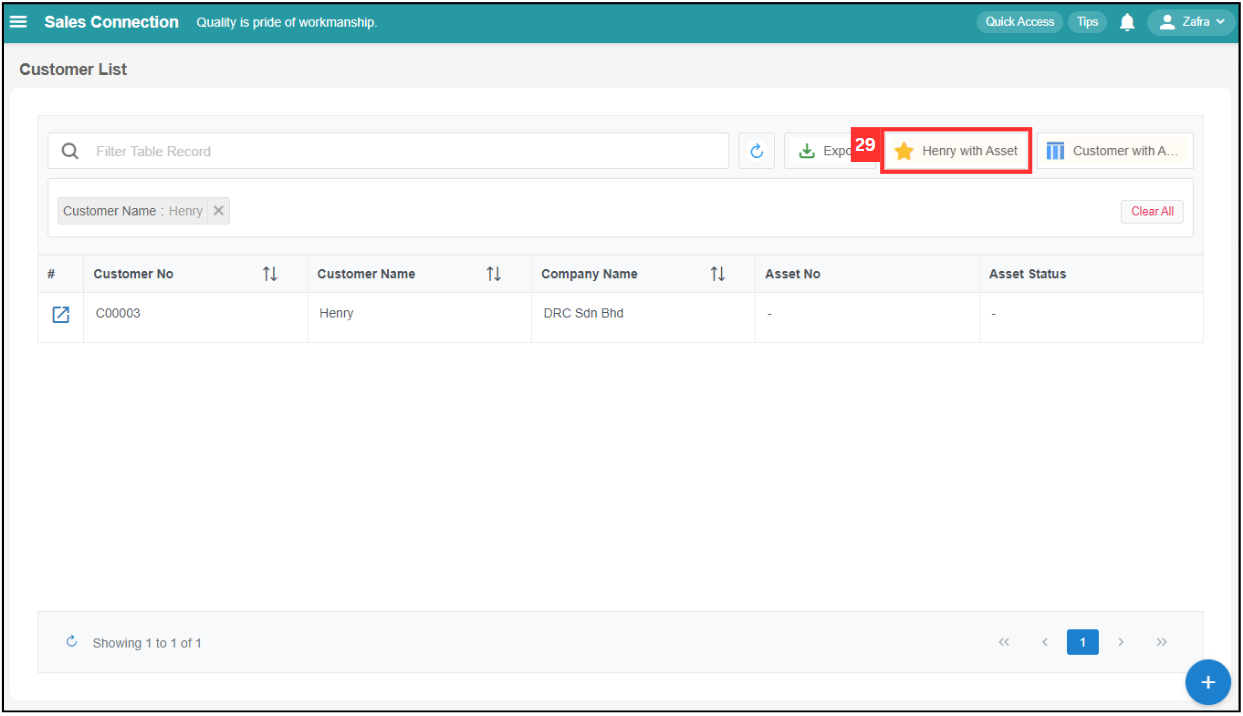 Sales Connection Quality is pride of workmanship. Quick Access Tips Zafra
Customer List
Filter Table Record Expo 29 Henry with Asset Customer with A...
Customer Name : Henry Clear All
# Customer No Customer Name Company Name Asset No Asset Status
C00003 Henry DRC Sdn Bhd - -
Showing 1 to 1 of 1 << < 1 > >>
+